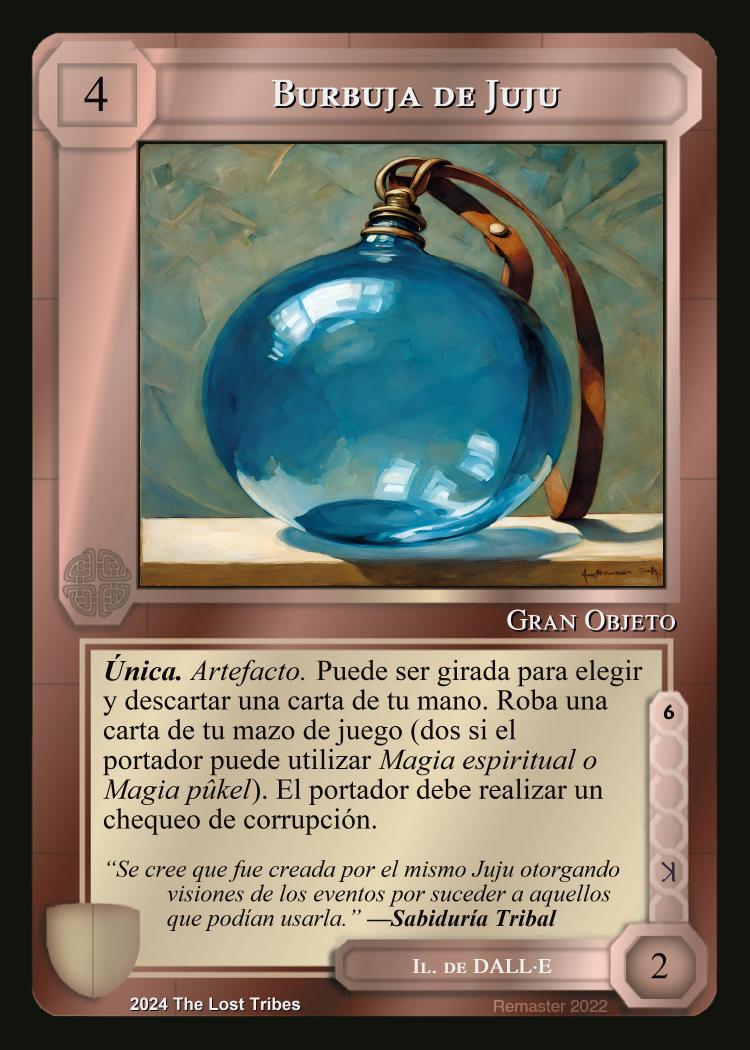 4
Burbuja de Juju
Gran Objeto
Única. Artefacto. Puede ser girada para elegir
y descartar una carta de tu mano. Roba una
carta de tu mazo de juego (dos si el
portador puede utilizar Magia espiritual o
Magia pûkel). El portador debe realizar un
chequeo de corrupción.
6
“Se cree que fue creada por el mismo Juju otorgando
visiones de los eventos por suceder a aquellos
que podían usarla.” —Sabiduría Tribal
Il. de DALL·E
2
2024 The Lost Tribes
Remaster 2022